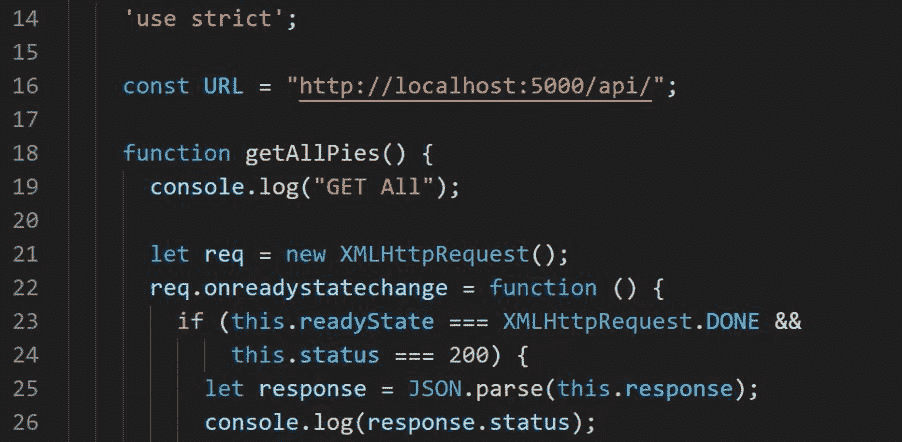 14 'use strict';
15
16 const URL = "http://localhost:5000/api/";
17
18 function getAllPies() {
19 console.log("GET All");
20
21 let req = new XMLHttpRequest();
22 req.onreadystatechange = function () {
23 if (this.readyState === XMLHttpRequest.DONE &&
24 this.status === 200) {
25 let response = JSON.parse(this.response);
26 console.log(response.status);